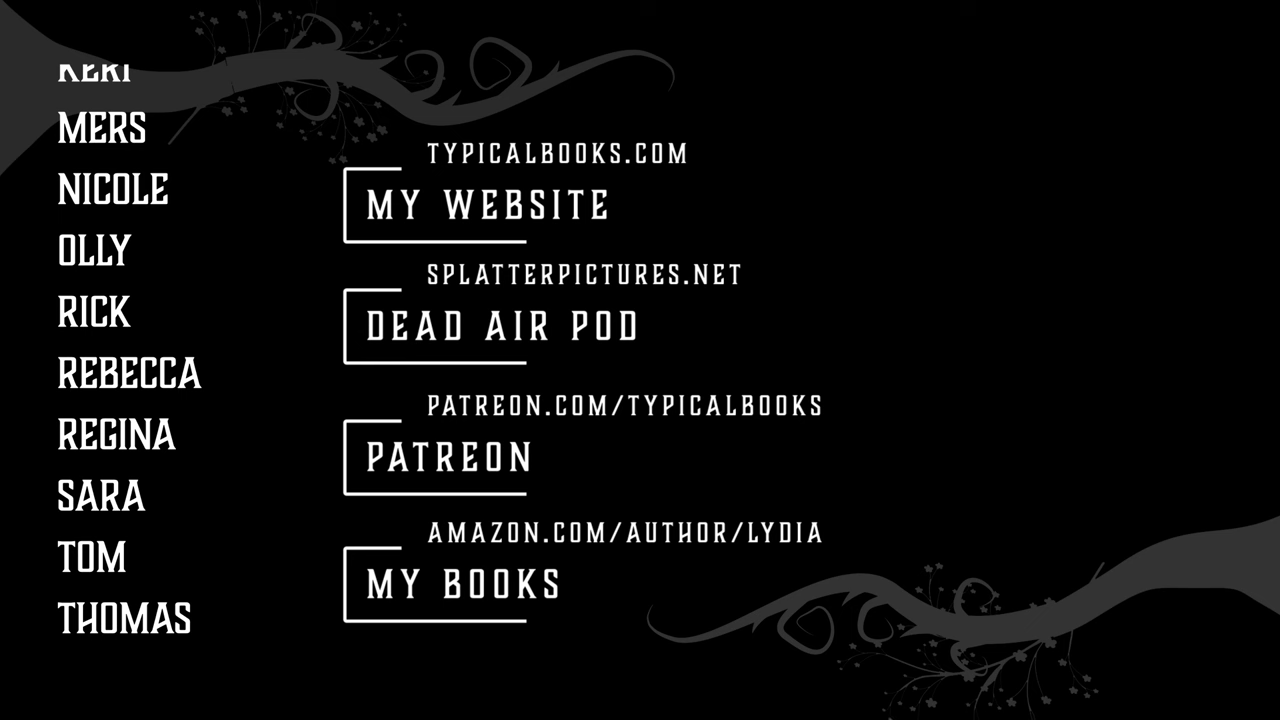 MERS
NICOLE
OLLY
RICK
REBECCA
REGINA
SARA
TOM
THOMAS
TYPICALBOOKS.COM
MY WEBSITE
SPLATTERPICTURES.NET
DEAD AIR POD
PATREON.COM/TYPICALBOOKS
PATREON
AMAZON.COM/AUTHOR/LYDIA
MY BOOKS